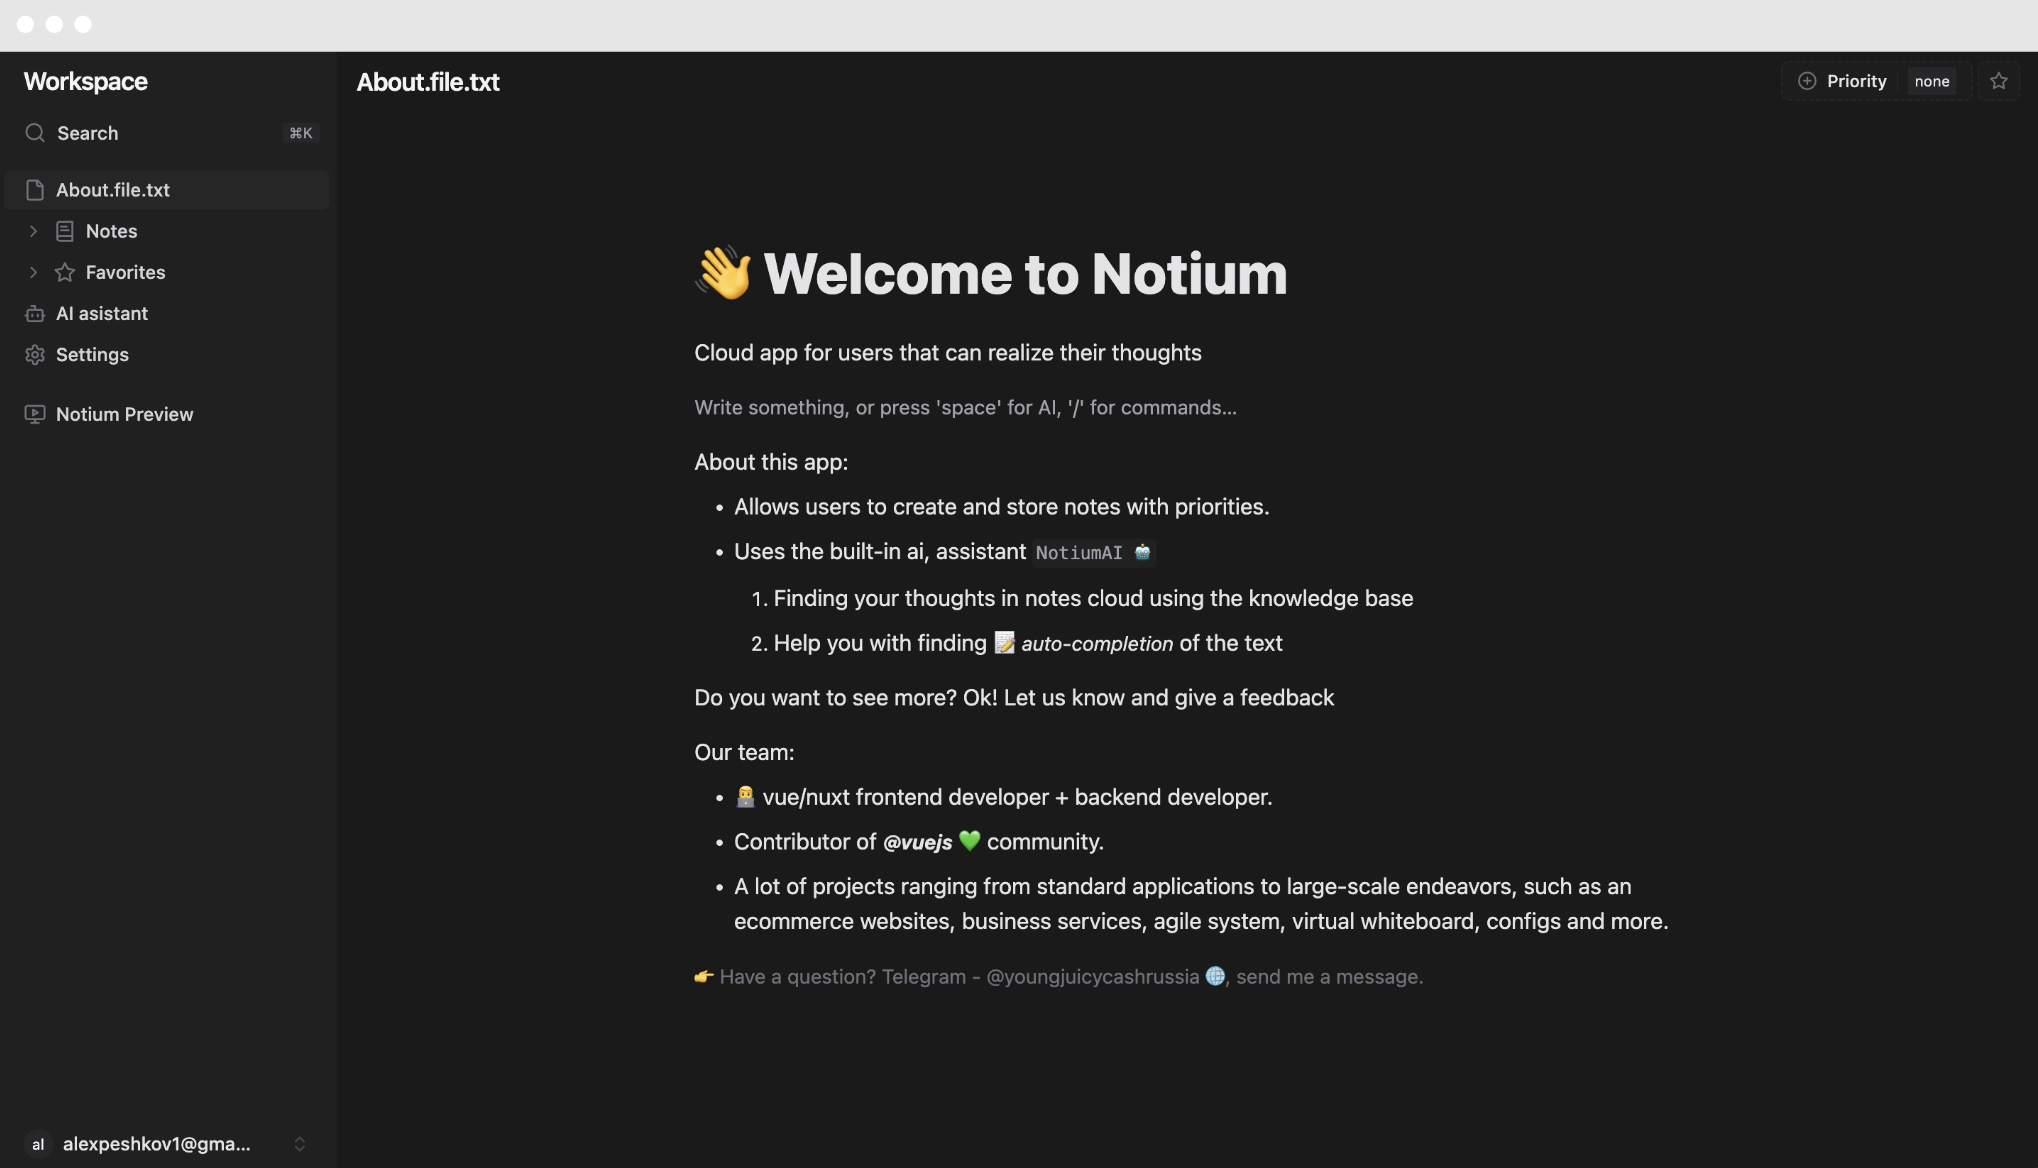 Workspace
Search ⌘K
About.file.txt
Notes
Favorites
AI asistant
Settings
Notium Preview
alexpeshkov1@gma...
al
About.file.txt
Priority none
👋 Welcome to Notium
Cloud app for users that can realize their thoughts
Write something, or press 'space' for AI, '/' for commands...
About this app:
• Allows users to create and store notes with priorities.
• Uses the built-in ai, assistant NotiumAI 🤖
1. Finding your thoughts in notes cloud using the knowledge base
2. Help you with finding 📝 auto-completion of the text
Do you want to see more? Ok! Let us know and give a feedback
Our team:
• 👨‍💻 vue/nuxt frontend developer + backend developer.
• Contributor of @vuejs 💚 community.
• A lot of projects ranging from standard applications to large-scale endeavors, such as an
ecommerce websites, business services, agile system, virtual whiteboard, configs and more.
👉 Have a question? Telegram - @youngjuicycashrussia 🌐, send me a message.